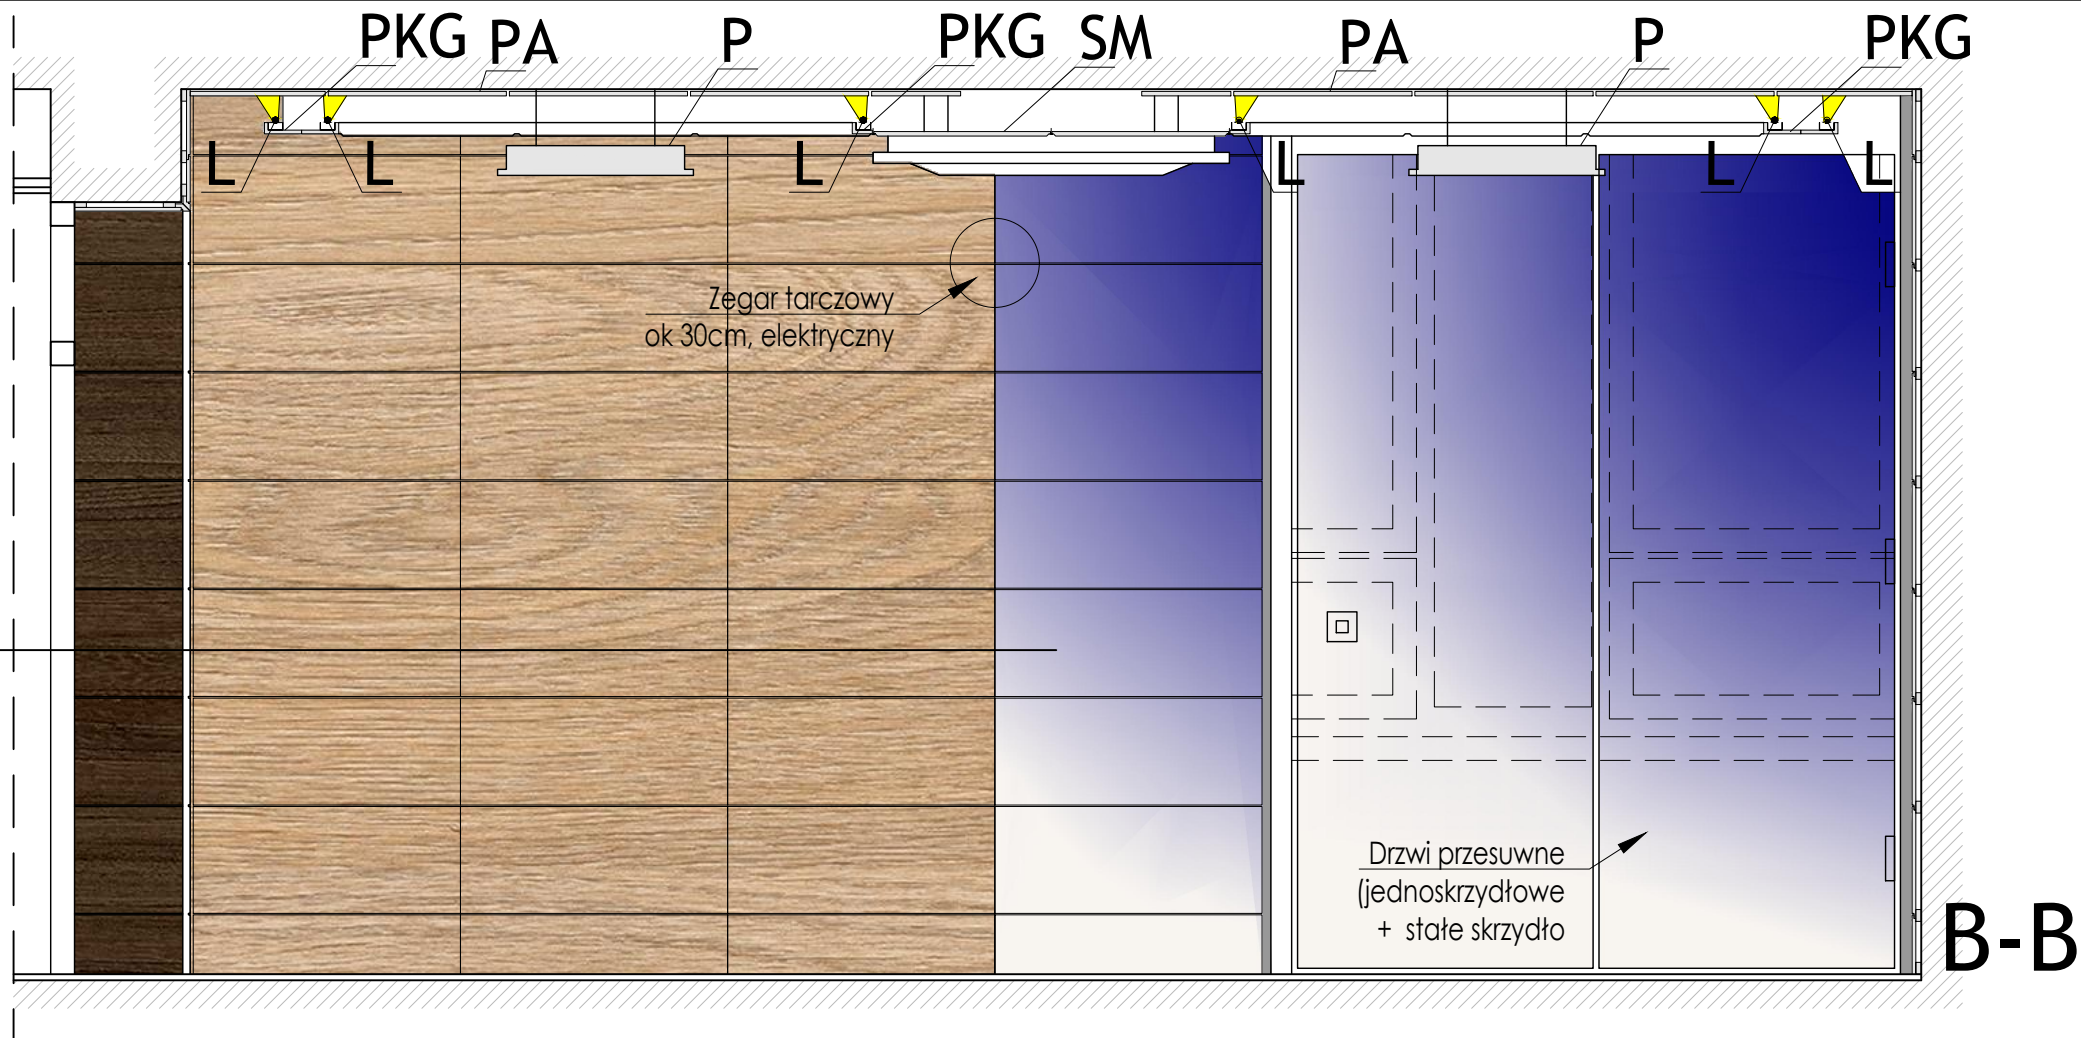 PKG PA P PKG SM PA P PKG
L L L L L L
Zegar tarczowy
ok 30cm, elektryczny
Drzwi przesuwne
(jednoskrzydłowe
+ stałe skrzydło
B-B